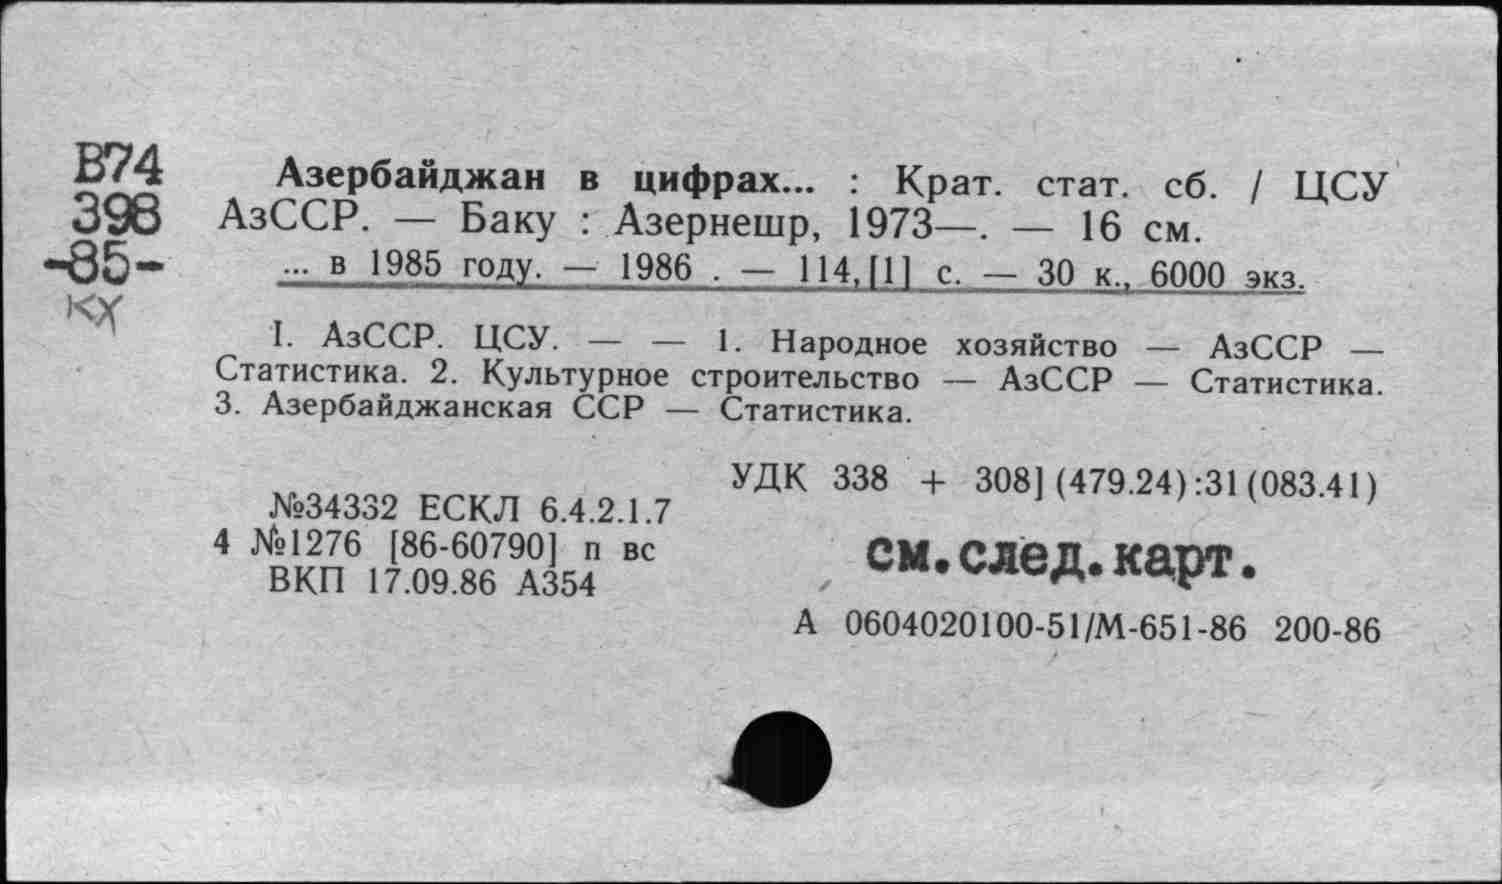 В74
398
-85-
КХ
Азербайджан в цифрах... : Крат. стат. сб. / ЦСУ
АзССР. — Баку : Азернешр, 1973—. — 16 см.
... в 1985 году. — 1986 . — 114,[1] с. — 30 к., 6000 экз.
I. АзССР. ЦСУ. — — 1. Народное хозяйство — АзССР —
Статистика. 2. Культурное строительство — АзССР — Статистика.
3. Азербайджанская ССР — Статистика.
УДК 338 + 308] (479.24):31(083.41)
№34332 ЕСКЛ 6.4.2.1.7
4 №1276 [86-60790] п вс
ВКП 17.09.86 А354
см.след.карт.
А 0604020100-51/М-651-86 200-86